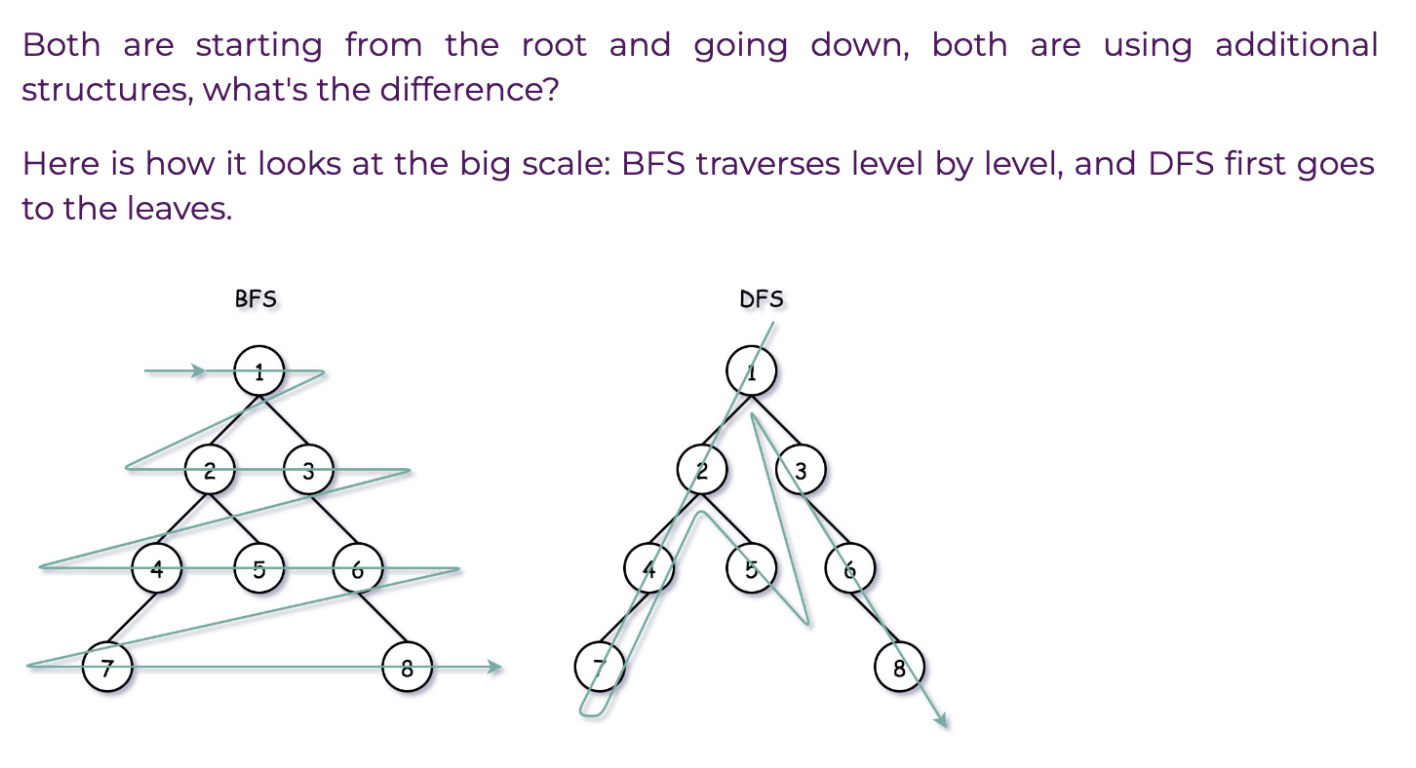 Both are starting from the root and going down, both are using additional
structures, what's the difference?
Here is how it looks at the big scale: BFS traverses level by level, and DFS first goes
to the leaves.
BFS
DFS
1
1
2
3
2
3
4
5
6
4
5
6
7
8
7
8